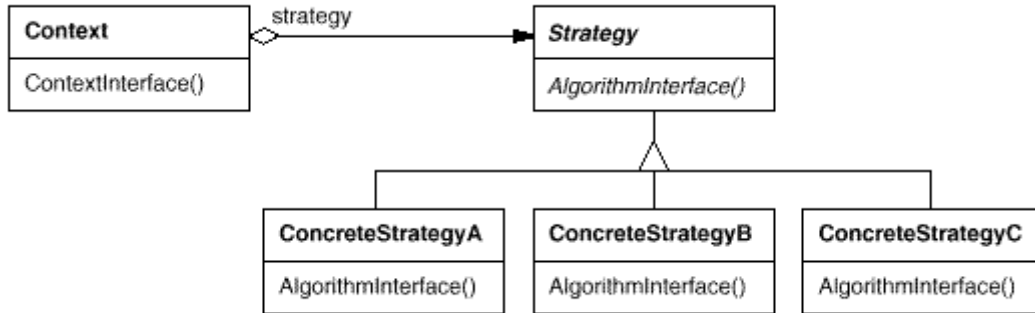 strategy
Context
Strategy
ContextInterface()
AlgorithmInterface()
ConcreteStrategyA
ConcreteStrategyB
ConcreteStrategyC
AlgorithmInterface()
AlgorithmInterface()
AlgorithmInterface()